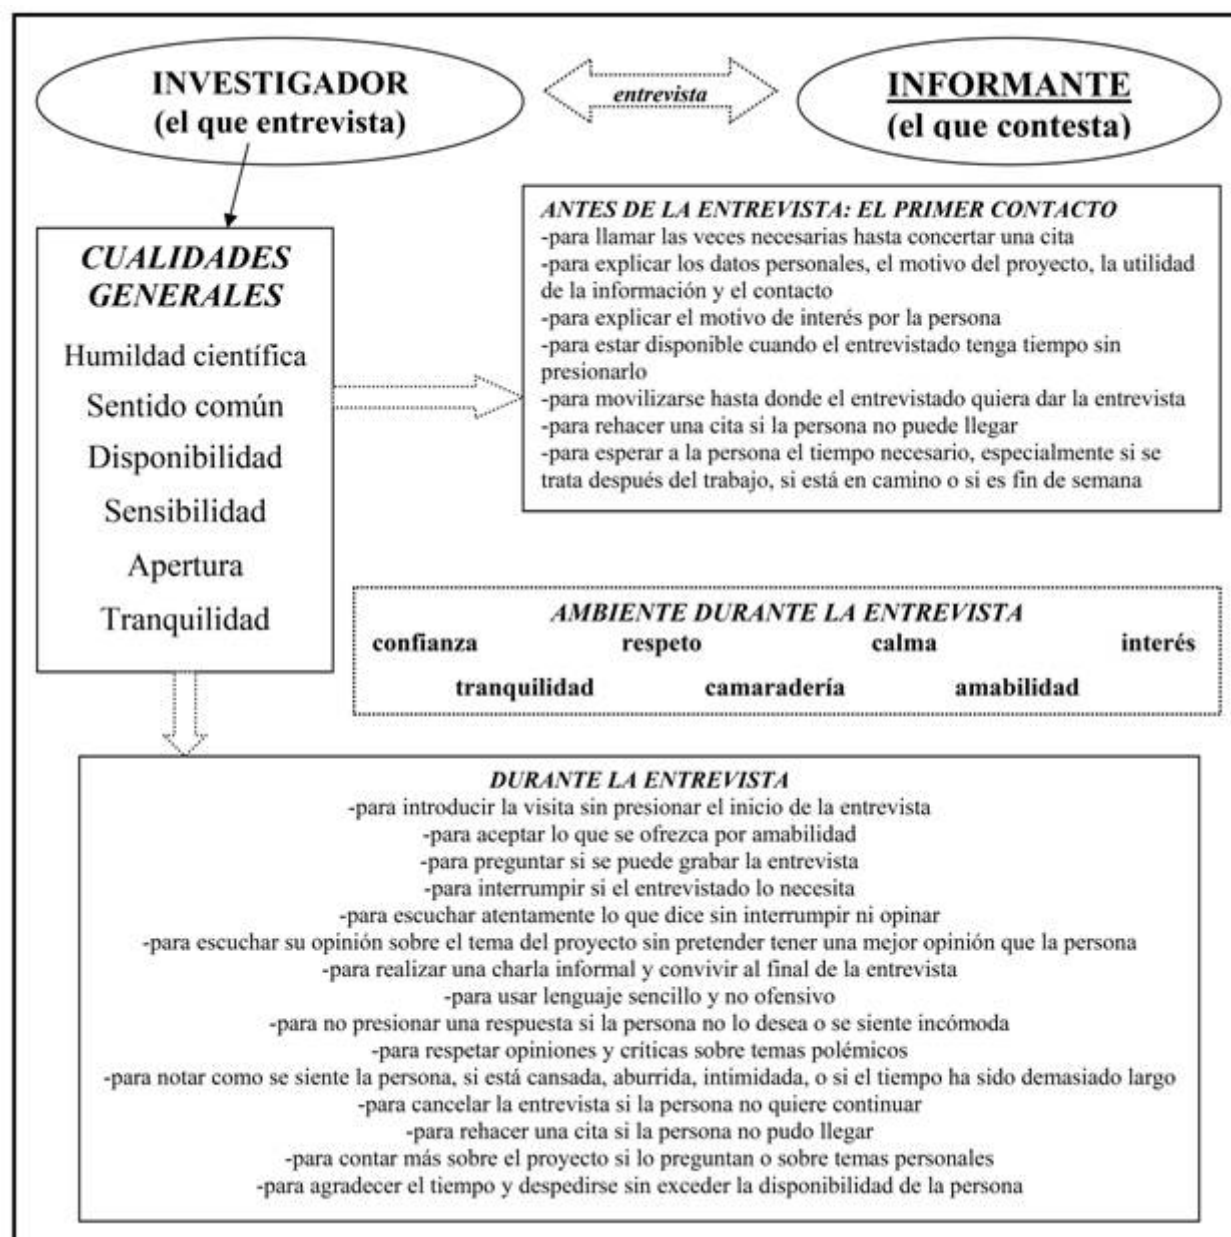 INVESTIGADOR
(el que entrevista)
entrevista
INFORMANTE
(el que contesta)
CUALIDADES
GENERALES
Humildad científica
Sentido común
Disponibilidad
Sensibilidad
Apertura
Tranquilidad
ANTES DE LA ENTREVISTA: EL PRIMER CONTACTO
-para llamar las veces necesarias hasta concertar una cita
-para explicar los datos personales, el motivo del proyecto, la utilidad
de la información y el contacto
-para explicar el motivo de interés por la persona
-para estar disponible cuando el entrevistado tenga tiempo sin
presionarlo
-para movilizarse hasta donde el entrevistado quiera dar la entrevista
-para rehacer una cita si la persona no puede llegar
-para esperar a la persona el tiempo necesario, especialmente si se
trata después del trabajo, si está en camino o si es fin de semana
AMBIENTE DURANTE LA ENTREVISTA
confianza respeto calma interés
tranquilidad camaradería amabilidad
DURANTE LA ENTREVISTA
-para introducir la visita sin presionar el inicio de la entrevista
-para aceptar lo que se ofrezca por amabilidad
-para preguntar si se puede grabar la entrevista
-para interrumpir si el entrevistado lo necesita
-para escuchar atentamente lo que dice sin interrumpir ni opinar
-para escuchar su opinión sobre el tema del proyecto sin pretender tener una mejor opinión que la persona
-para realizar una charla informal y convivir al final de la entrevista
-para usar lenguaje sencillo y no ofensivo
-para no presionar una respuesta si la persona no lo desea o se siente incómoda
-para respetar opiniones y críticas sobre temas polémicos
-para notar como se siente la persona, si está cansada, aburrida, intimidada, o si el tiempo ha sido demasiado largo
-para cancelar la entrevista si la persona no quiere continuar
-para rehacer una cita si la persona no pudo llegar
-para contar más sobre el proyecto si lo preguntan o sobre temas personales
-para agradecer el tiempo y despedirse sin exceder la disponibilidad de la persona